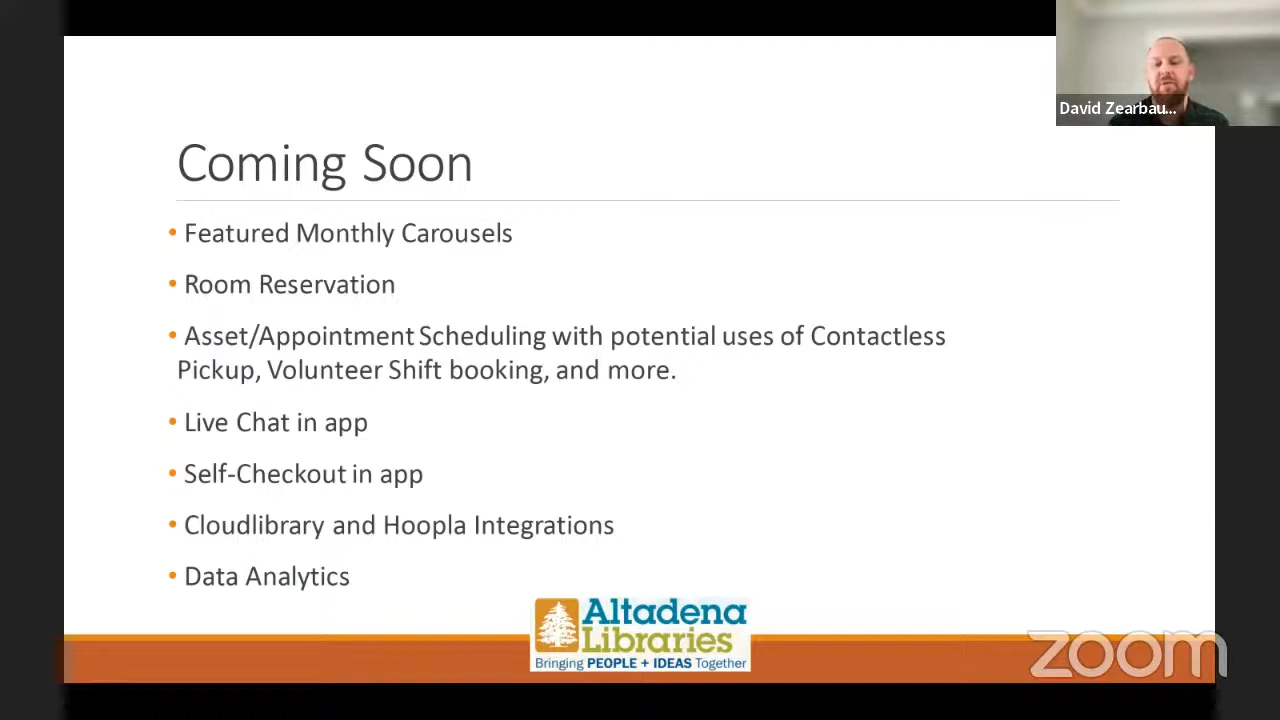 David Zearbau...
Coming Soon
• Featured Monthly Carousels
• Room Reservation
• Asset/Appointment Scheduling with potential uses of Contactless
Pickup, Volunteer Shift booking, and more.
• Live Chat in app
• Self-Checkout in app
• Cloudlibrary and Hoopla Integrations
• Data Analytics
Altadena
Libraries
Bringing PEOPLE + IDEAS Together
zoom